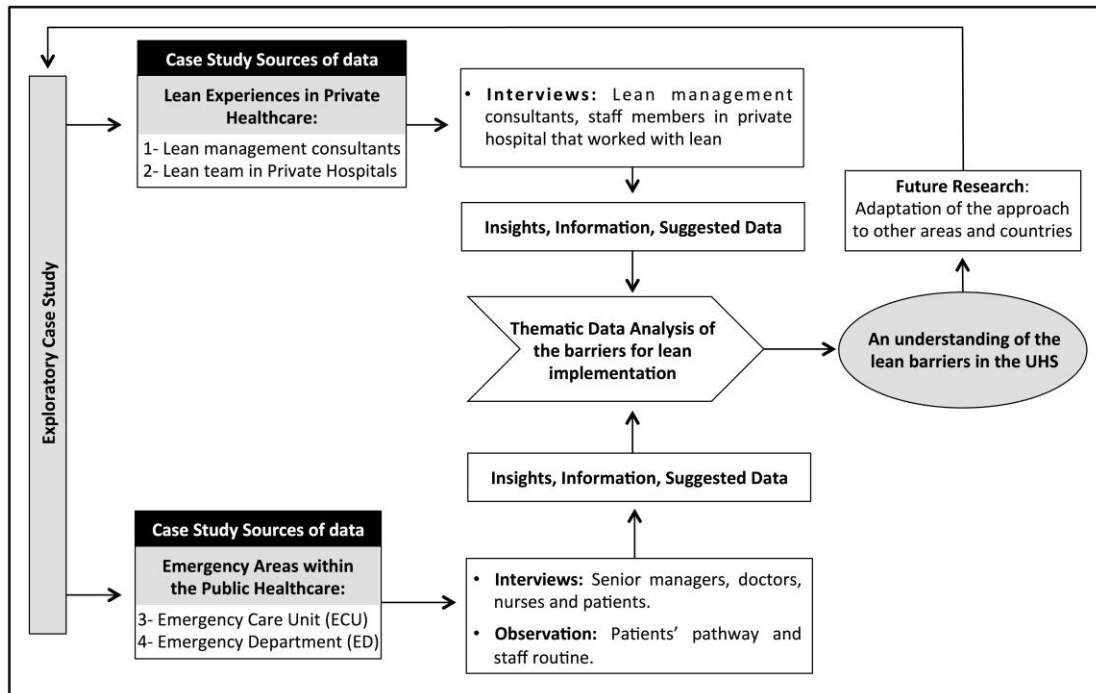 Exploratory Case Study
Case Study Sources of data
Lean Experiences in Private
Healthcare:
1- Lean management consultants
2- Lean team in Private Hospitals
• Interviews: Lean management
consultants, staff members in private
hospital that worked with lean
Insights, Information, Suggested Data
Thematic Data Analysis of
the barriers for lean
implementation
An understanding of the
lean barriers in the UHS
Future Research:
Adaptation of the approach
to other areas and countries
Insights, Information, Suggested Data
Case Study Sources of data
Emergency Areas within
the Public Healthcare:
3- Emergency Care Unit (ECU)
4- Emergency Department (ED)
• Interviews: Senior managers, doctors,
nurses and patients.
• Observation: Patients’ pathway and
staff routine.